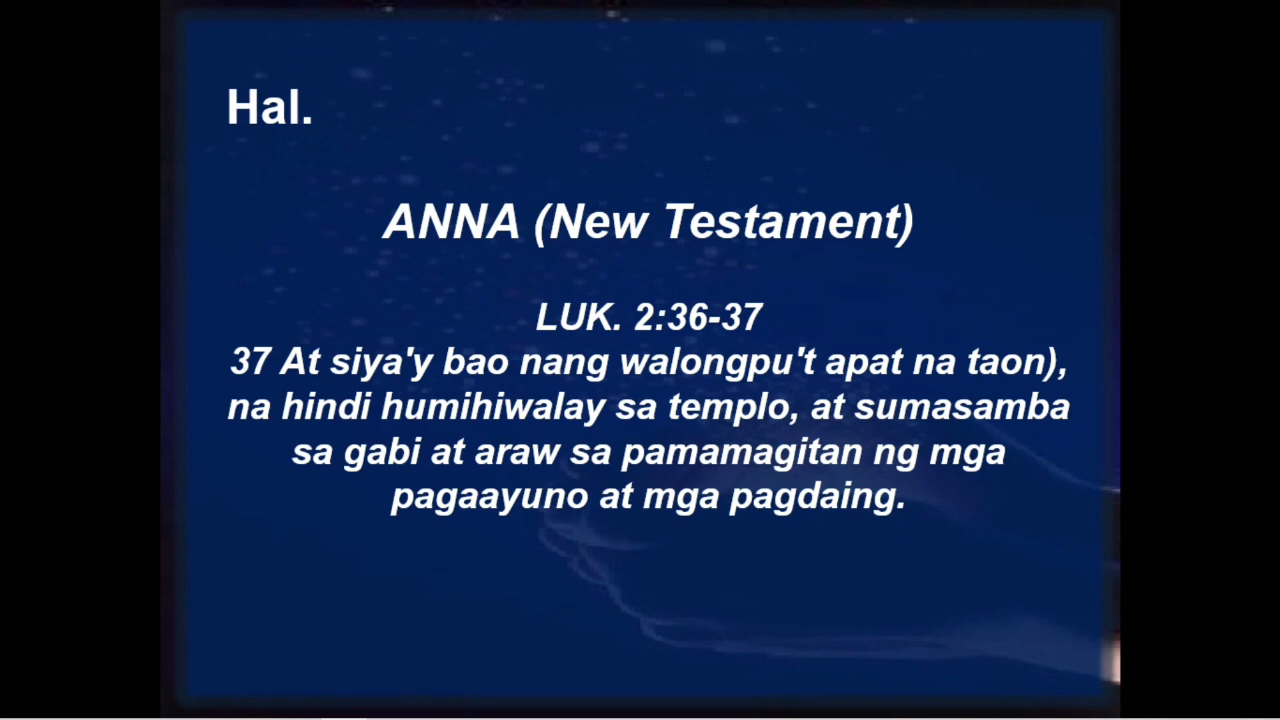 Hal.
ANNA (New Testament)
LUK. 2:36-37
37 At siya'y bao nang walongpu't apat na taon),
na hindi humihiwalay sa templo, at sumasamba
sa gabi at araw sa pamamagitan ng mga
pagaayuno at mga pagdaing.